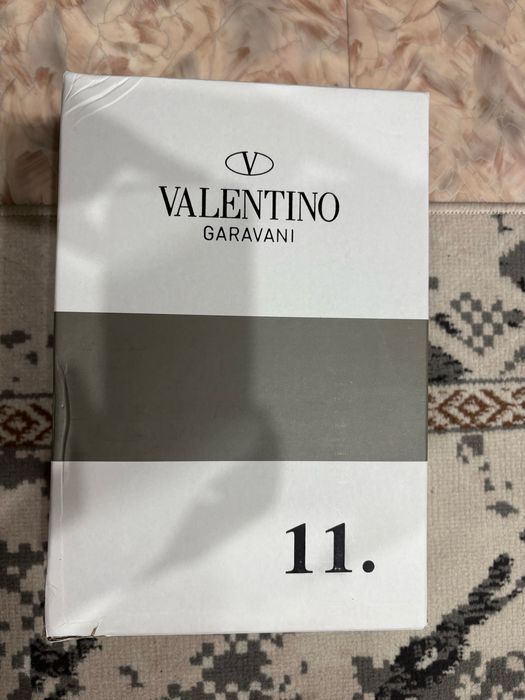 V
VALENTINO
GARAVANI
11.